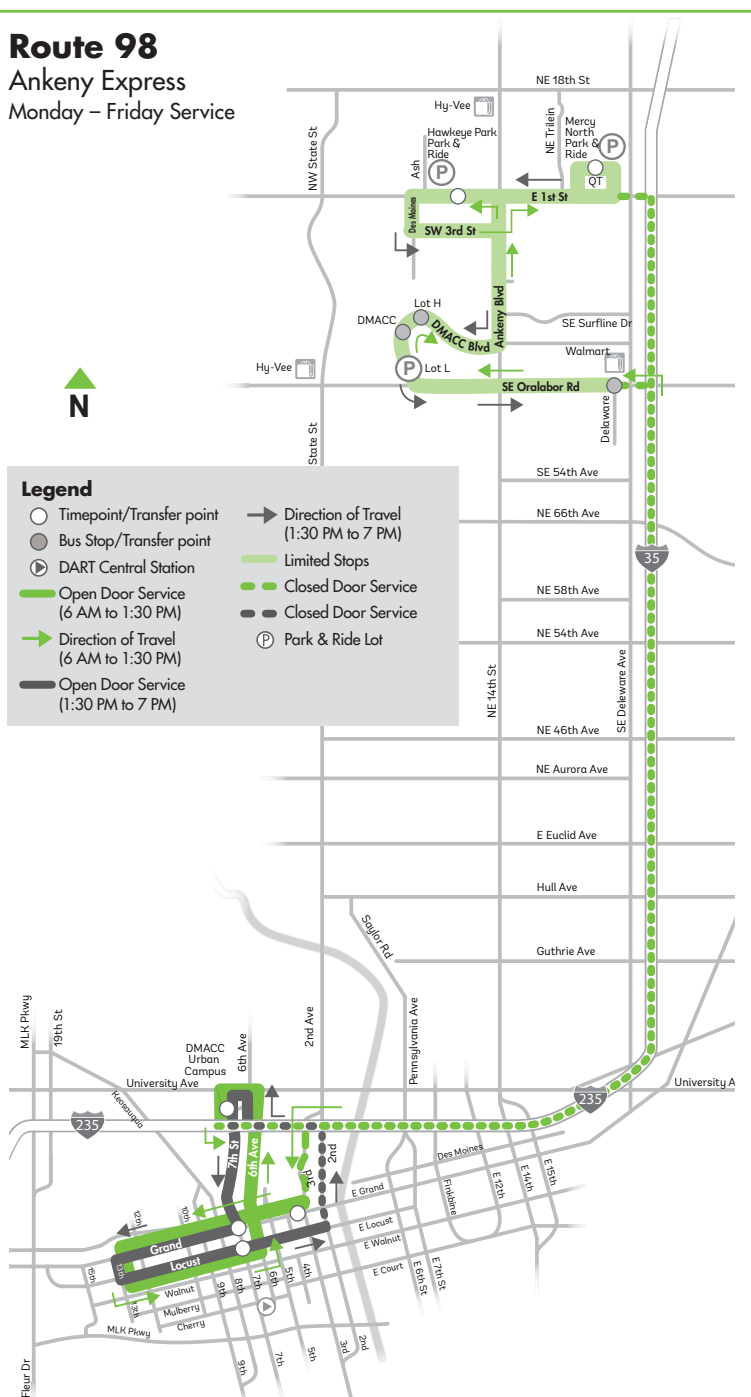 Route 98
Ankeny Express
Monday – Friday Service
NE 18th St
Hy-Vee
NW State St
Hawkeye Park
Park &
Ride
Ash
NE Trilein
Mercy
North
Park &
Ride
P
P
QT
E 1st St
Des Moines
SW 3rd St
Ankeny Blvd
Lot H
DMACC
DMACC Blvd
SE Surfline Dr
Walmart
Hy-Vee
P
Lot L
SE Oralabor Rd
Delaware
N
State St
SE 54th Ave
NE 66th Ave
35
NE 58th Ave
NE 54th Ave
NE 14th St
SE Deleware Ave
NE 46th Ave
NE Aurora Ave
E Euclid Ave
Hull Ave
Guthrie Ave
Legend
Timepoint/Transfer point
Bus Stop/Transfer point
DART Central Station
Open Door Service
(6 AM to 1:30 PM)
Direction of Travel
(6 AM to 1:30 PM)
Open Door Service
(1:30 PM to 7 PM)
Direction of Travel
(1:30 PM to 7 PM)
Limited Stops
Closed Door Service
Closed Door Service
P
Park & Ride Lot
Saylor Rd
MLK Pkwy
19th St
DMACC
Urban
Campus
6th Ave
2nd Ave
Pennsylvania Ave
University Ave
University A
Keosauqua
235
235
7th St
6th Ave
3rd
2nd
Des Moines
E Grand
Finkbine
E 12th
E 14th
E 15th
12th
10th
Grand
E Locust
Locust
E Walnut
E Court
E 6th St
E 7th St
15th
13th
13th
Walnut
Mulberry
Cherry
9th
8th
7th
6th
5th
4th
MLK Pkwy
Fleur Dr
9th
7th
5th
3rd
2nd